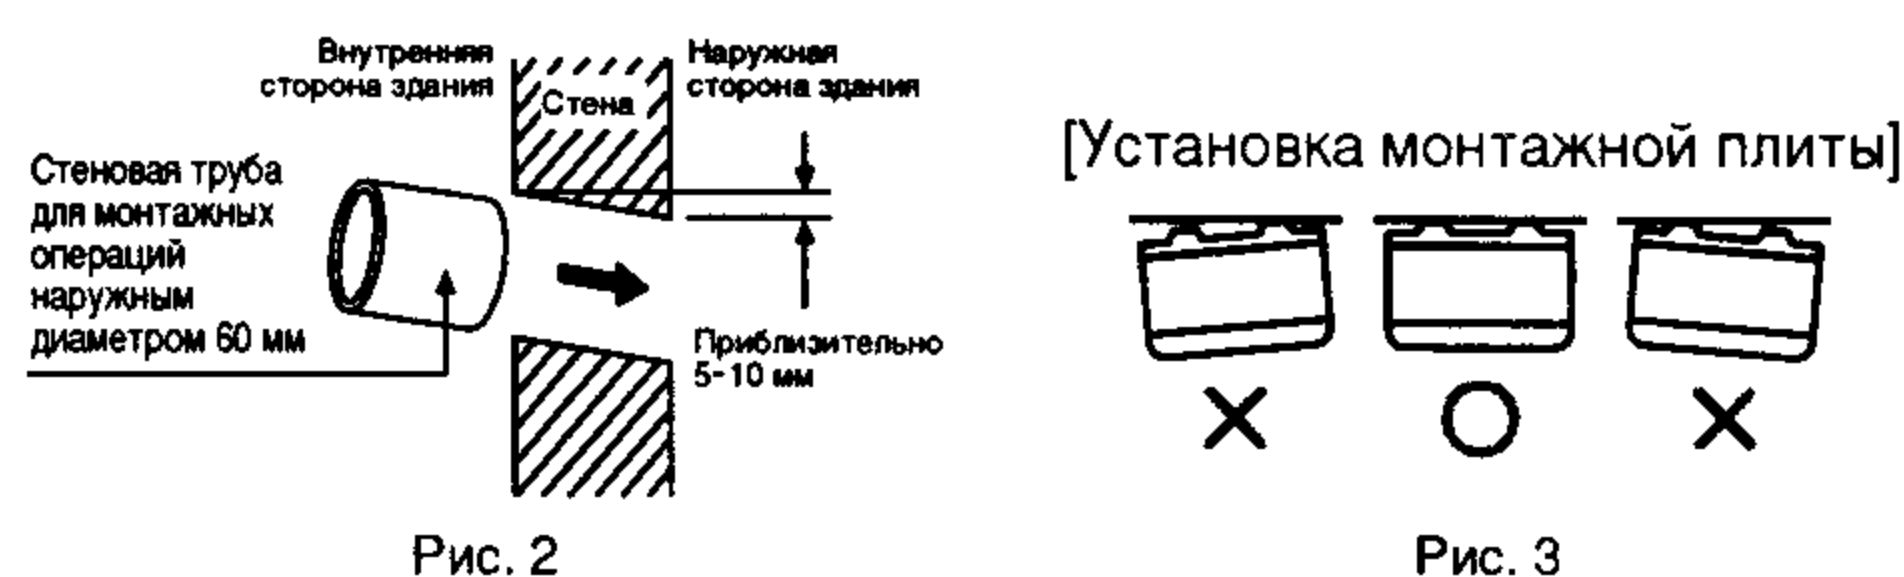 Внутренняя
сторона здания
Наружная
сторона здания
Стена
Стеновая труба
для монтажных
операций
наружным
диаметром 60 мм
Приблизительно
5-10 мм
Рис. 2
[Установка монтажной плиты]
Рис. 3